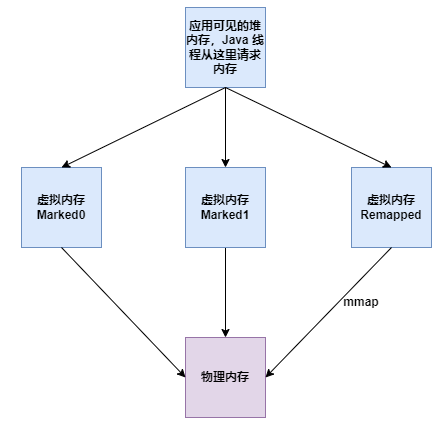 应用可见的堆
内存，Java 线
程从这里请求
内存
虚拟内存
Marked0
虚拟内存
Marked1
虚拟内存
Remapped
mmap
物理内存